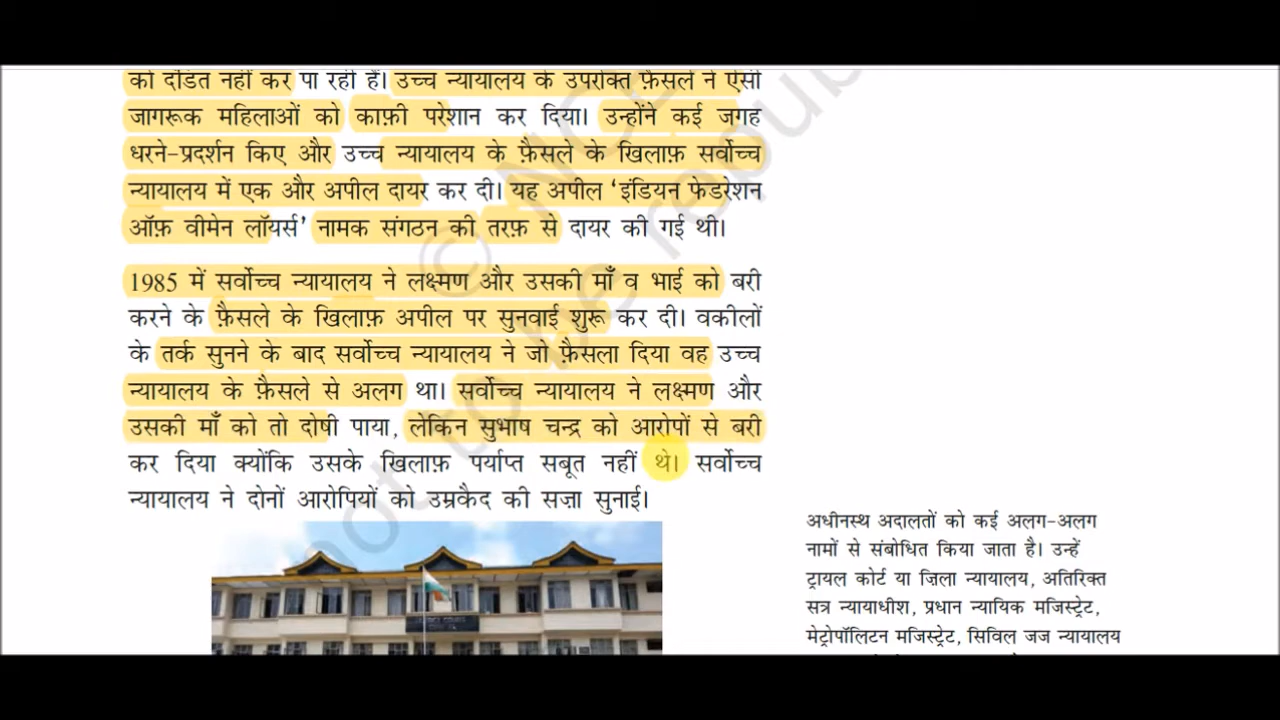 को दंडित नहीं कर पा रही हैं। उच्च न्यायालय के उपरोक्त फ़ैसले ने ऐसी
जागरूक महिलाओं को काफ़ी परेशान कर दिया। उन्होंने कई जगह
धरने-प्रदर्शन किए और उच्च न्यायालय के फ़ैसले के खिलाफ़ सर्वोच्च
न्यायालय में एक और अपील दायर कर दी। यह अपील 'इंडियन फेडरेशन
ऑफ़ वीमेन लॉयर्स' नामक संगठन की तरफ़ से दायर की गई थी।
1985 में सर्वोच्च न्यायालय ने लक्ष्मण और उसकी माँ व भाई को बरी
करने के फ़ैसले के खिलाफ़ अपील पर सुनवाई शुरू कर दी। वकीलों
के तर्क सुनने के बाद सर्वोच्च न्यायालय ने जो फ़ैसला दिया वह उच्च
न्यायालय के फ़ैसले से अलग था। सर्वोच्च न्यायालय ने लक्ष्मण और
उसकी माँ को तो दोषी पाया, लेकिन सुभाष चन्द्र को आरोपों से बरी
कर दिया क्योंकि उसके खिलाफ़ पर्याप्त सबूत नहीं थे। सर्वोच्च
न्यायालय ने दोनों आरोपियों को उम्रकैद की सज़ा सुनाई।
अधीनस्थ अदालतों को कई अलग-अलग
नामों से संबोधित किया जाता है। उन्हें
ट्रायल कोर्ट या जिला न्यायालय, अतिरिक्त
सत्र न्यायाधीश, प्रधान न्यायिक मजिस्ट्रेट,
मेट्रोपॉलिटन मजिस्ट्रेट, सिविल जज न्यायालय
© NCE
not to be republ